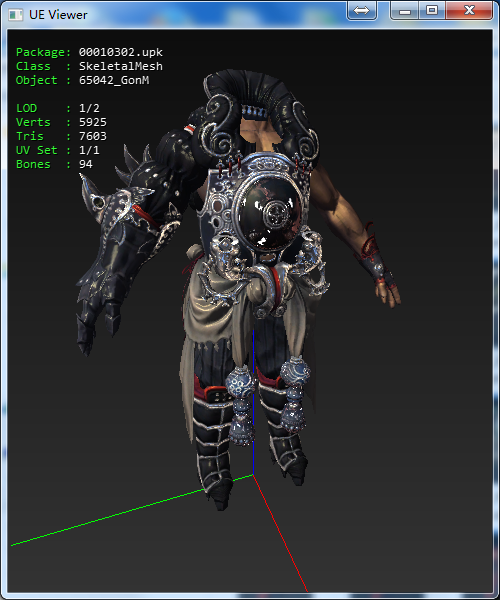 UE Viewer
Package: 00010302.upk
Class : SkeletalMesh
Object : 65042_GonM
LOD : 1/2
Verts : 5925
Tris : 7603
UV Set : 1/1
Bones : 94